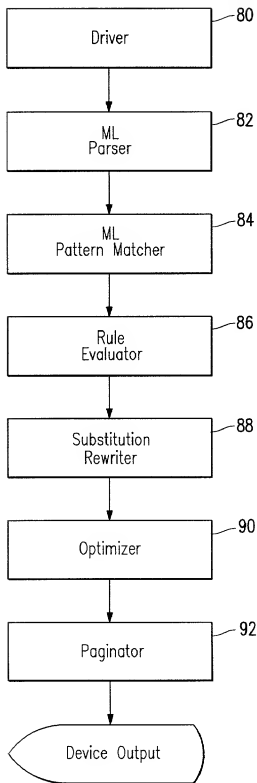 80
Driver
82
ML
Parser
84
ML
Pattern Matcher
86
Rule
Evaluator
88
Substitution
Rewriter
90
Optimizer
92
Paginator
Device Output